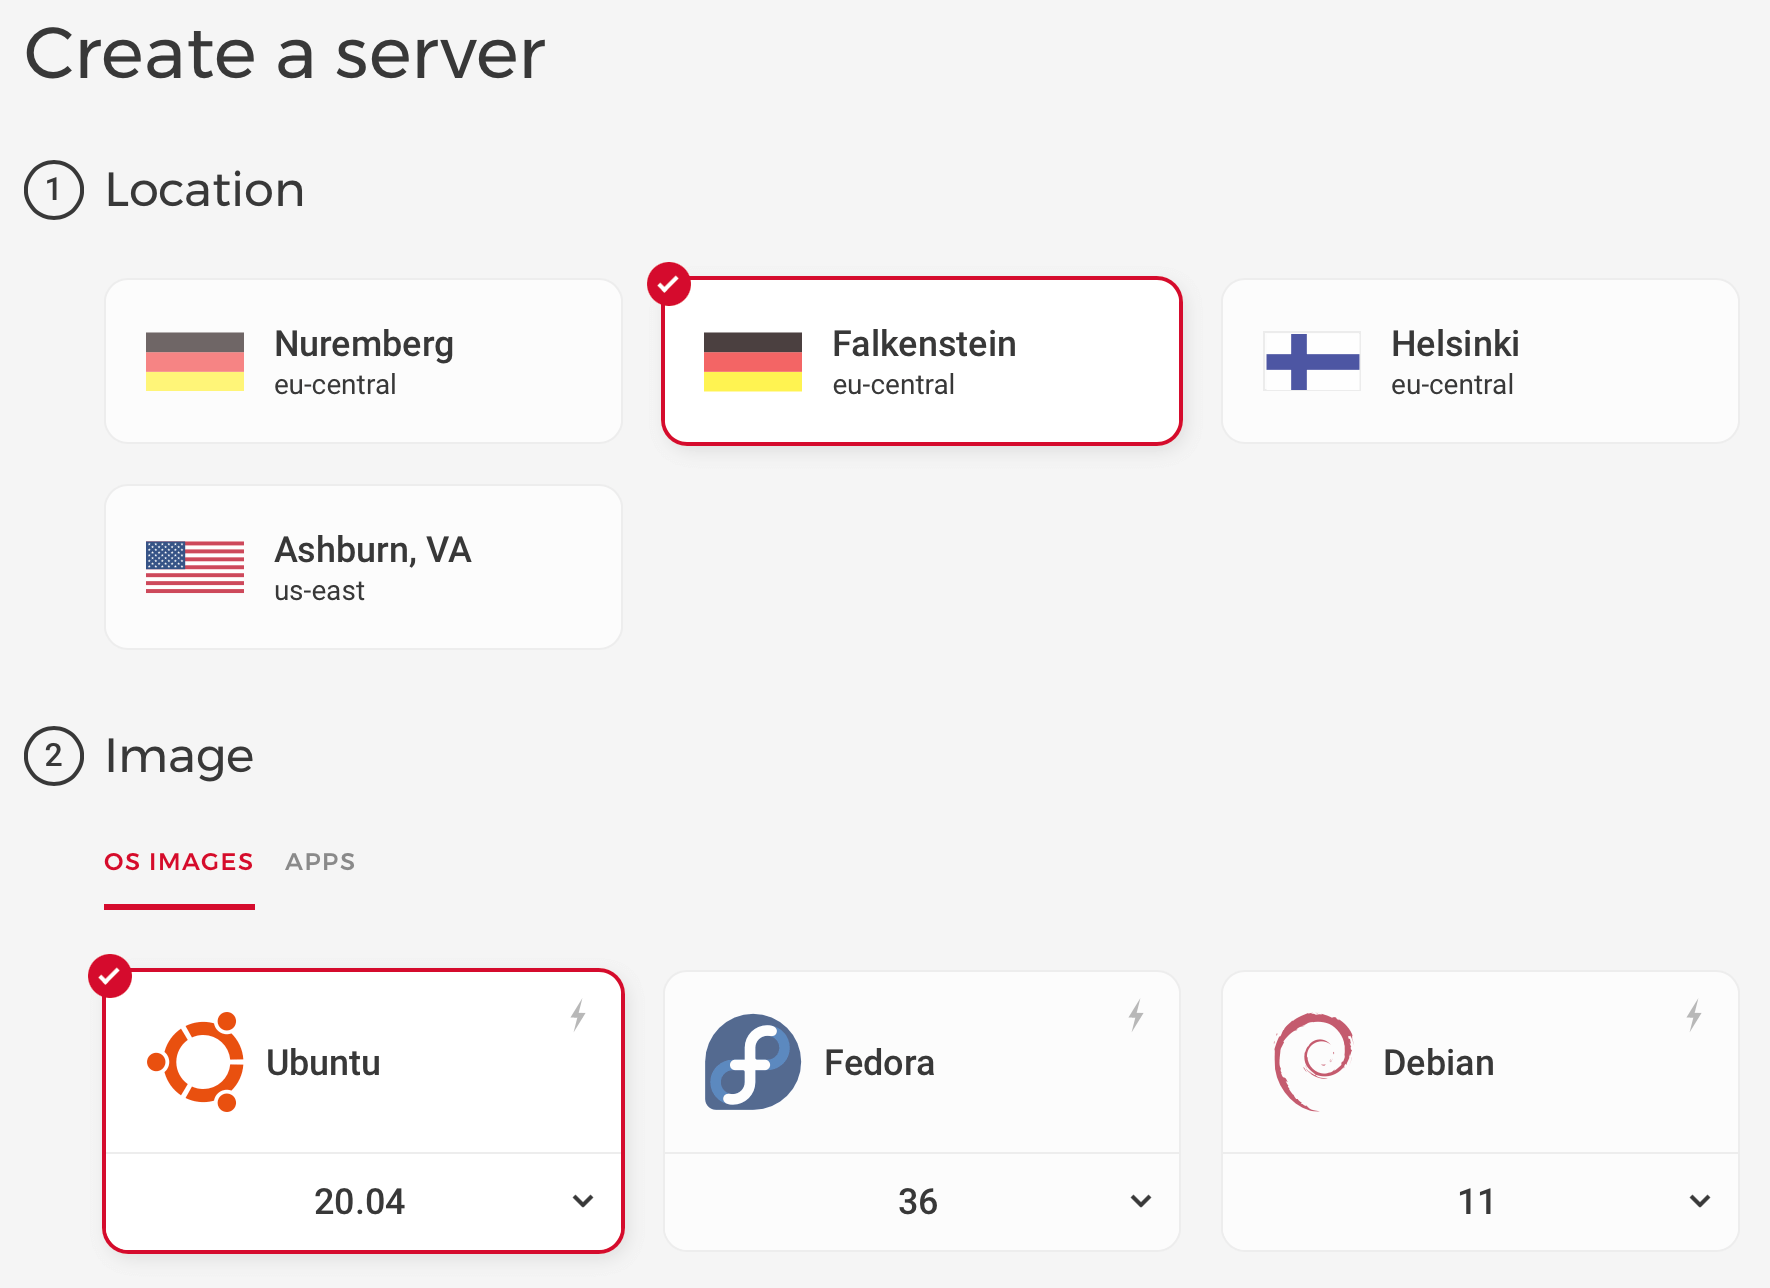 Create a server
1 Location
Nuremberg
eu-central
Falkenstein
eu-central
Helsinki
eu-central
Ashburn, VA
us-east
2 Image
OS IMAGES APPS
Ubuntu
20.04
Fedora
36
Debian
11